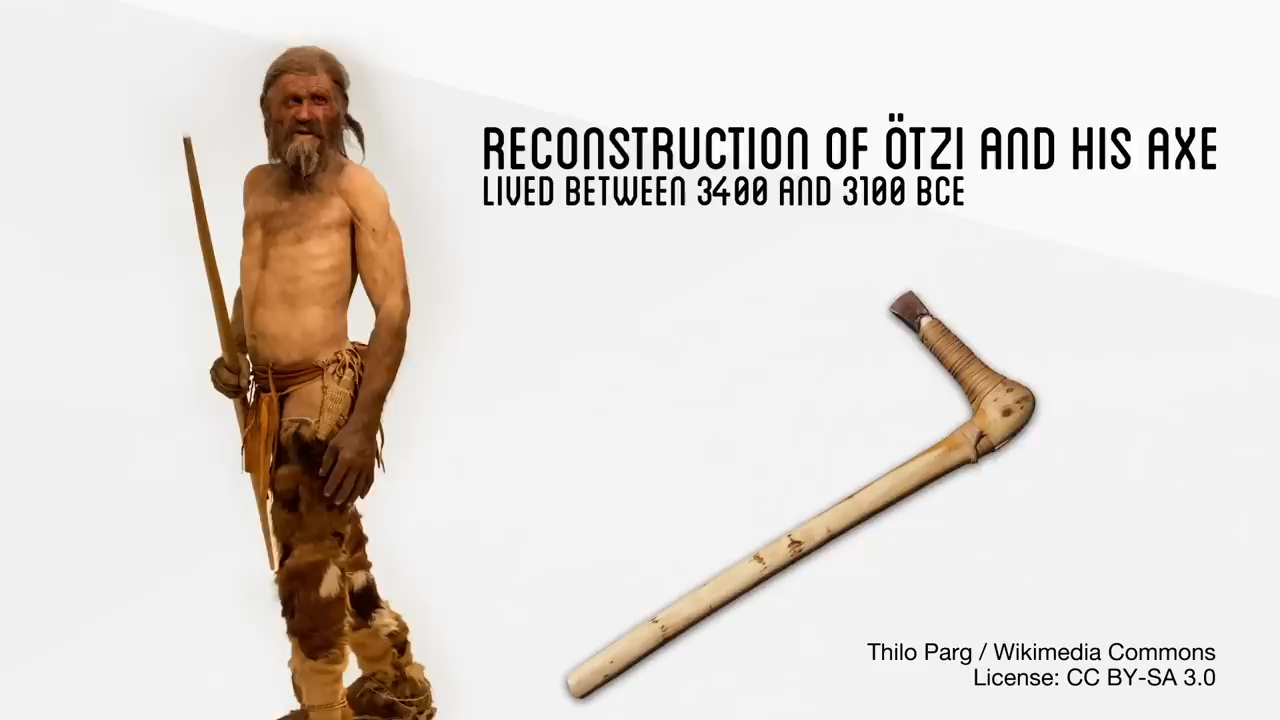 RECONSTRUCTION OF ÖTZI AND HIS AXE
LIVED BETWEEN 3400 AND 3100 BCE
Thilo Parg / Wikimedia Commons
License: CC BY-SA 3.0